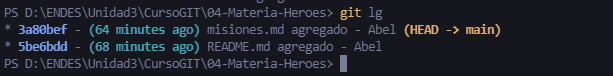 PS D:\ENDES\Unidad3\CursoGIT\04-Materia-Heroes> git lg
* 3a80bef - (64 minutes ago) misiones.md agregado - Abel (HEAD -> main)
* 5be6bdd - (68 minutes ago) README.md agregado - Abel
PS D:\ENDES\Unidad3\CursoGIT\04-Materia-Heroes>